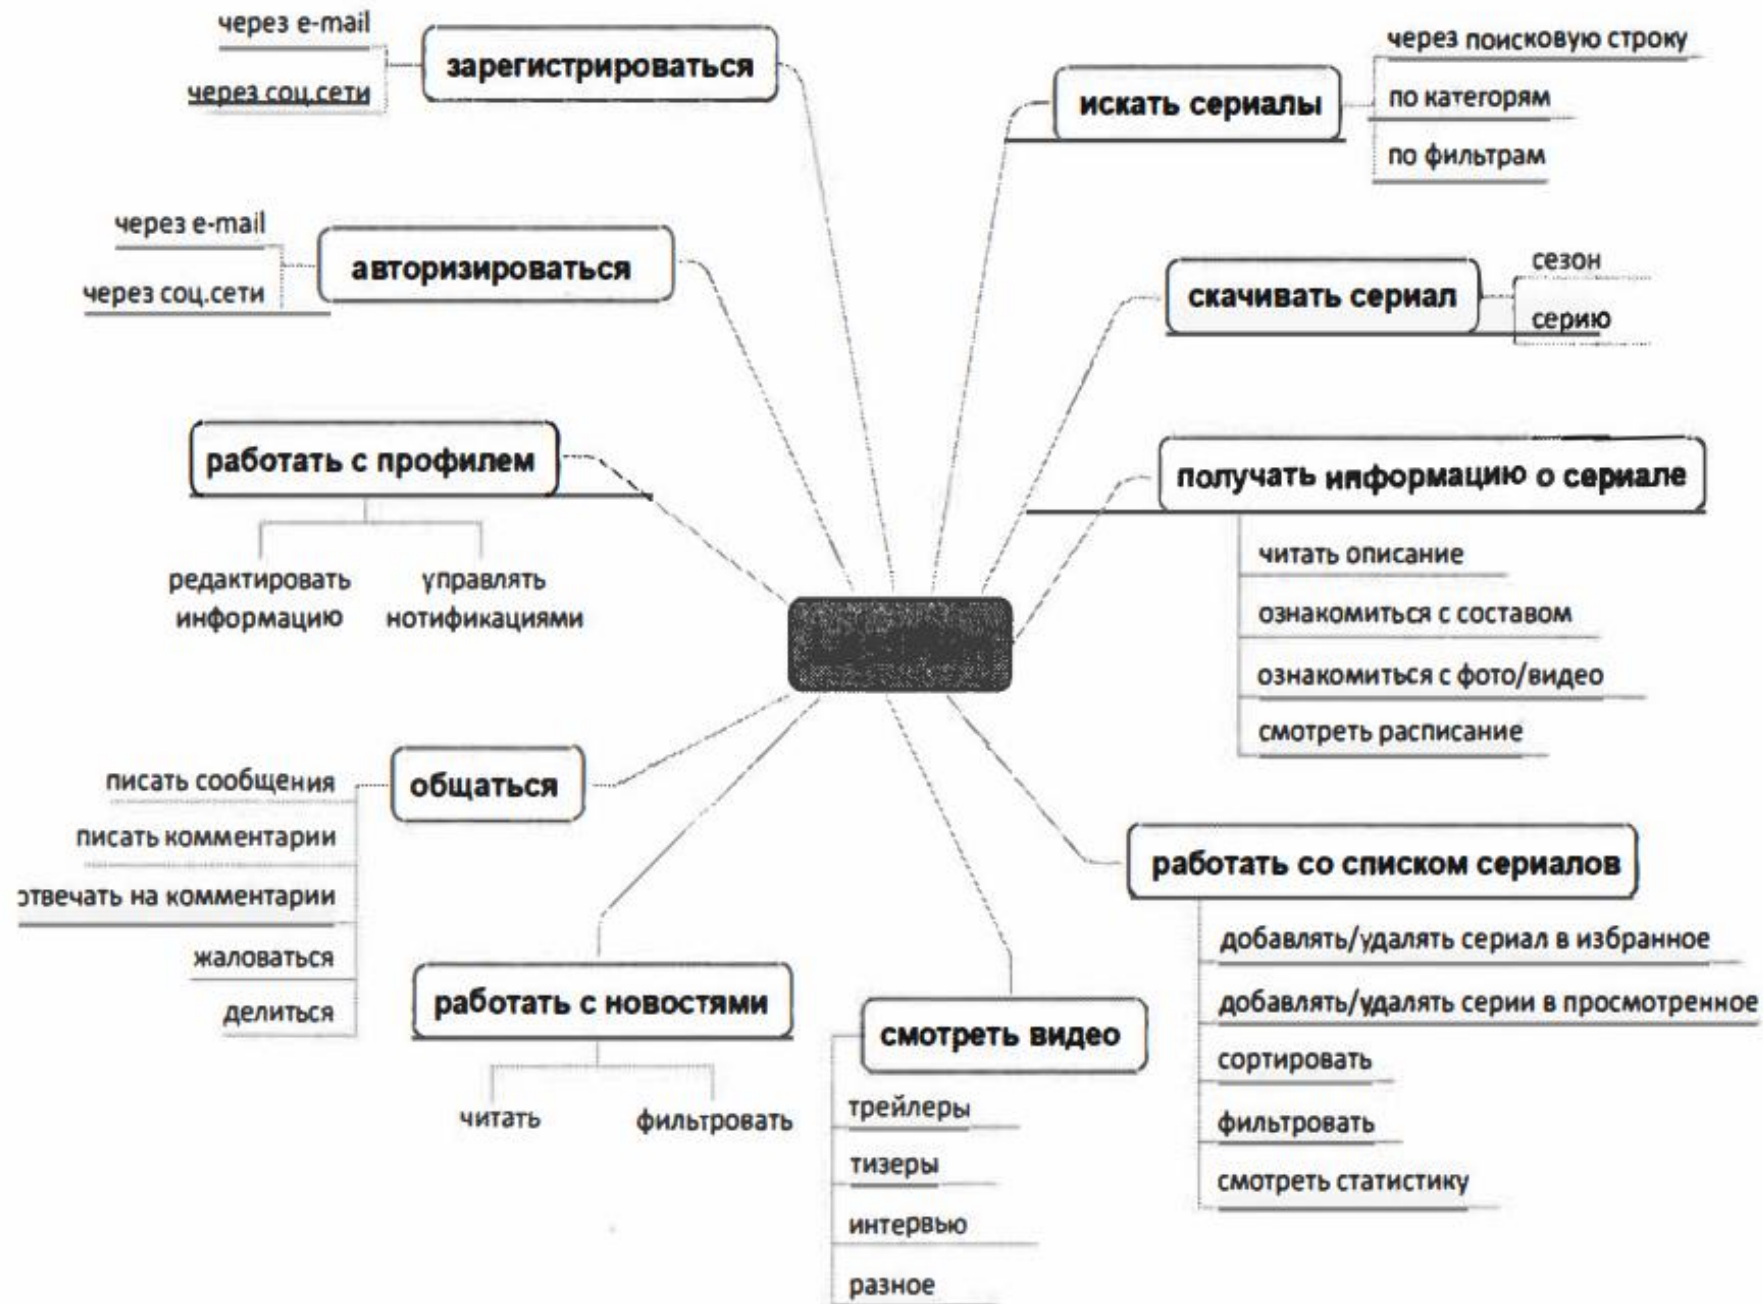 через e-mail
зарегистрироваться
через соц.сети
искать сериалы
через поисковую строку
по категорям
по фильтрам
через e-mail
авторизироваться
через соц.сети
скачивать сериал
сезон
серию
работать с профилем
редактировать
информацию
управлять
нотификациями
получать информацию о сериале
читать описание
ознакомиться с составом
ознакомиться с фото/видео
смотреть расписание
общаться
писать сообщения
писать комментарии
отвечать на комментарии
жаловаться
делиться
работать с новостями
читать
фильтровать
смотреть видео
трейлеры
тизеры
интервью
разное
работать со списком сериалов
добавлять/удалять сериал в избранное
добавлять/удалять серии в просмотренное
сортировать
фильтровать
смотреть статистику